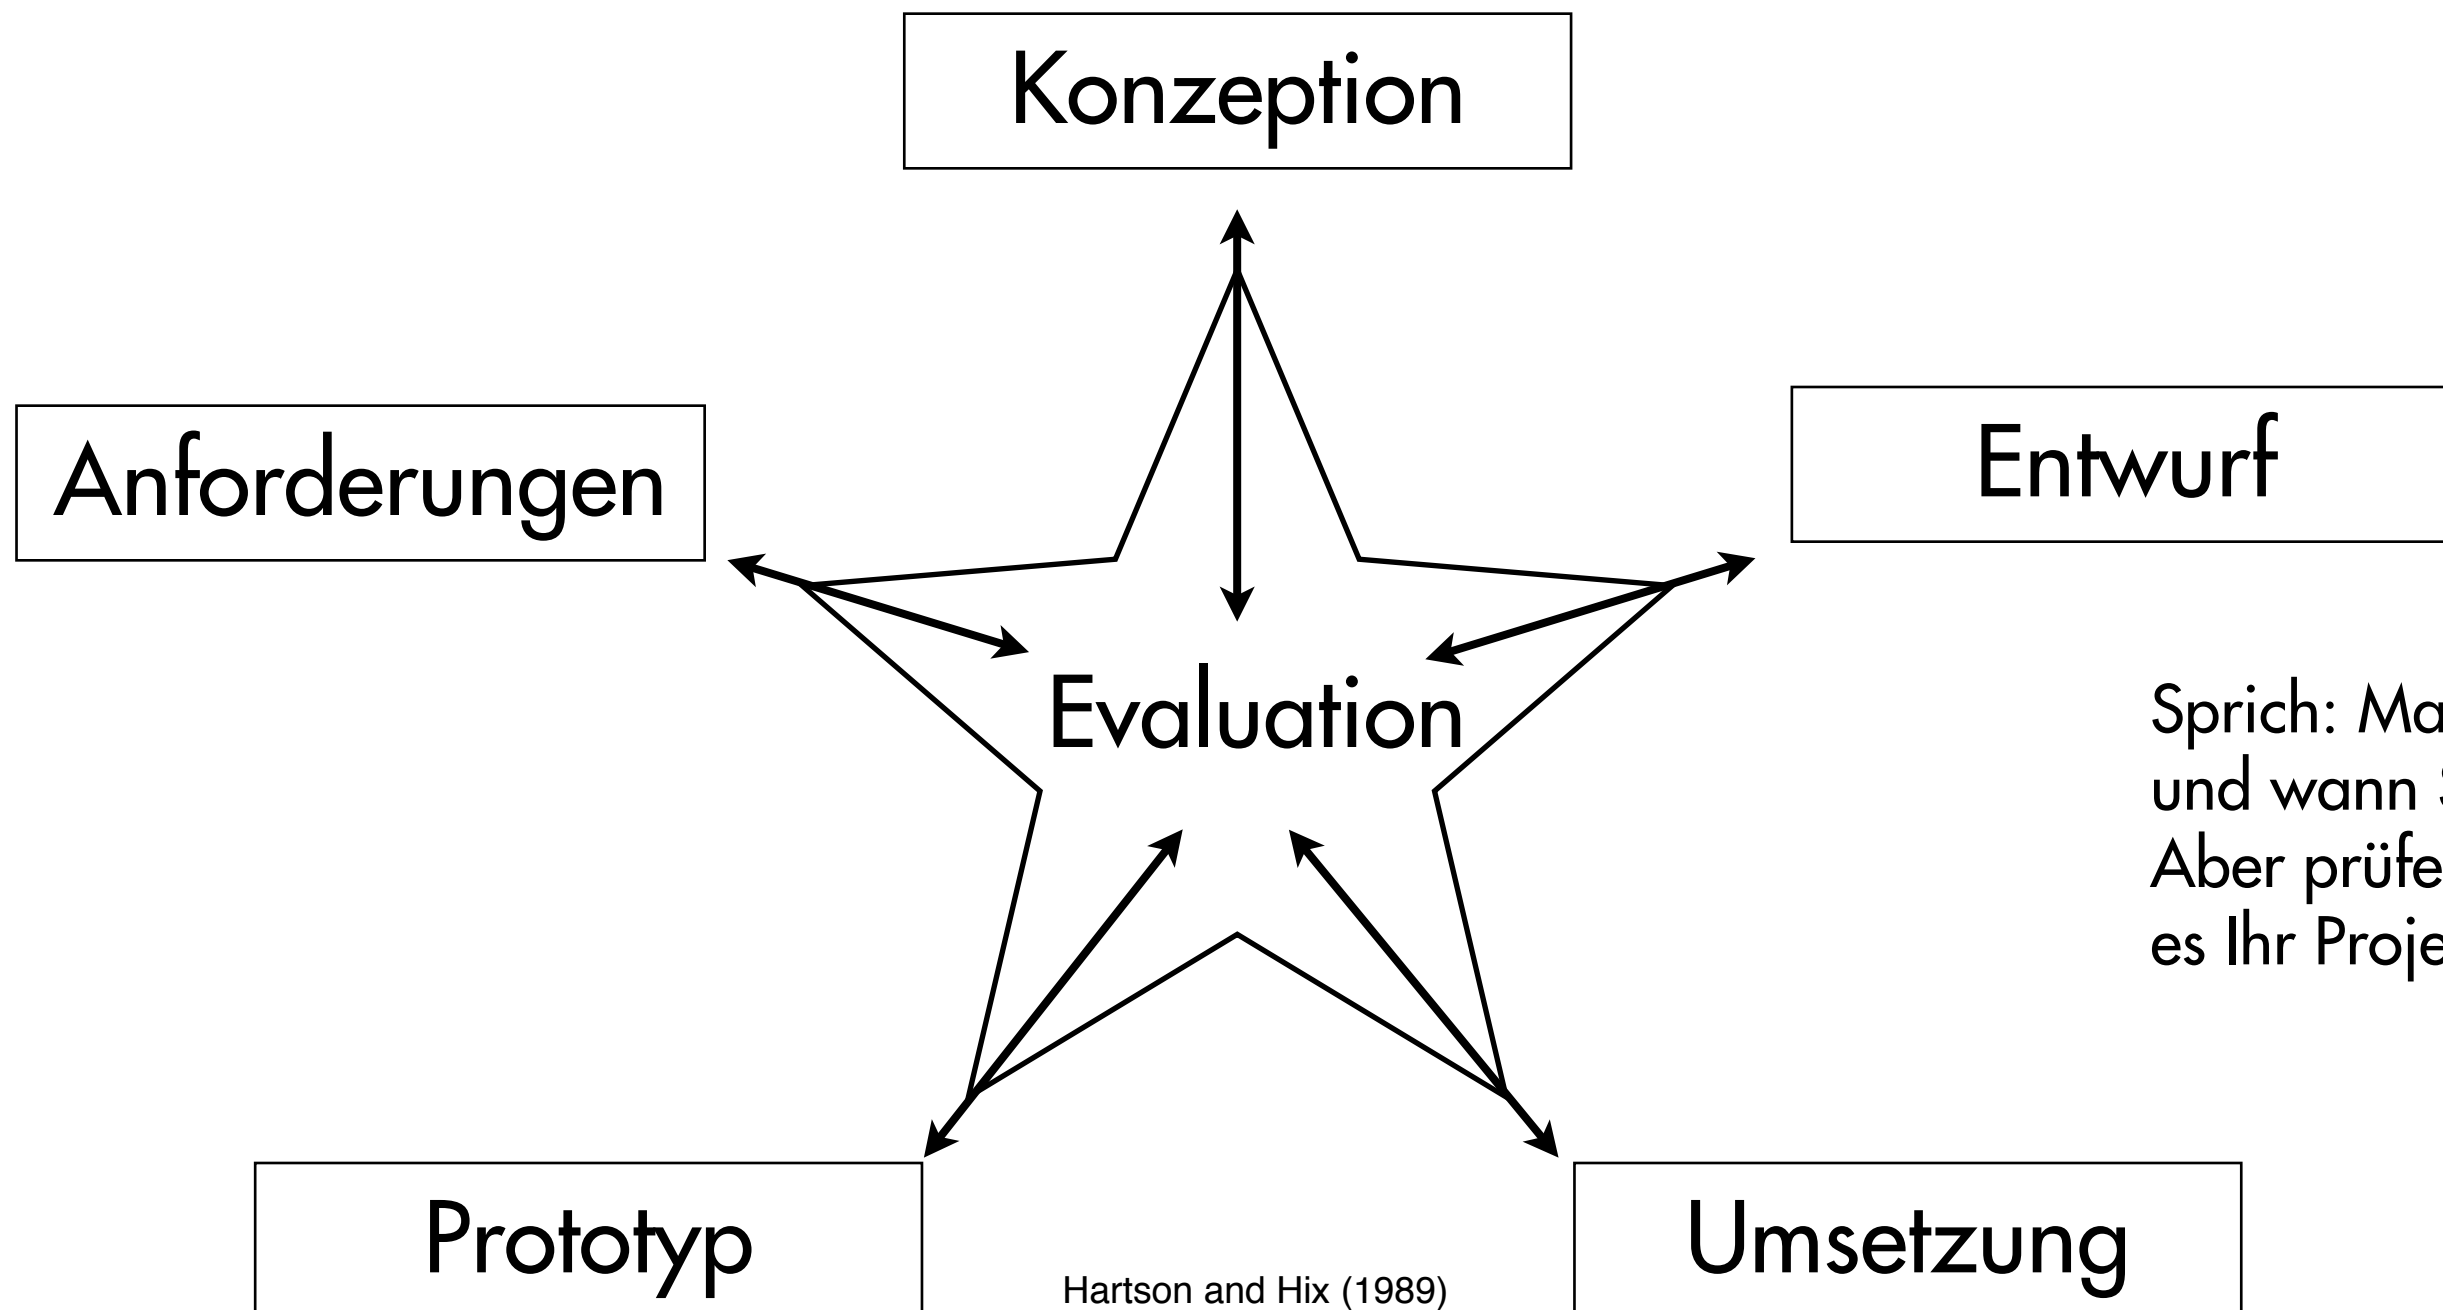 Konzeption
Anforderungen
Entwurf
Evaluation
Sprich: Ma
und wann
Aber prüfe
es Ihr Proje
Prototyp
Umsetzung
Hartson and Hix (1989)